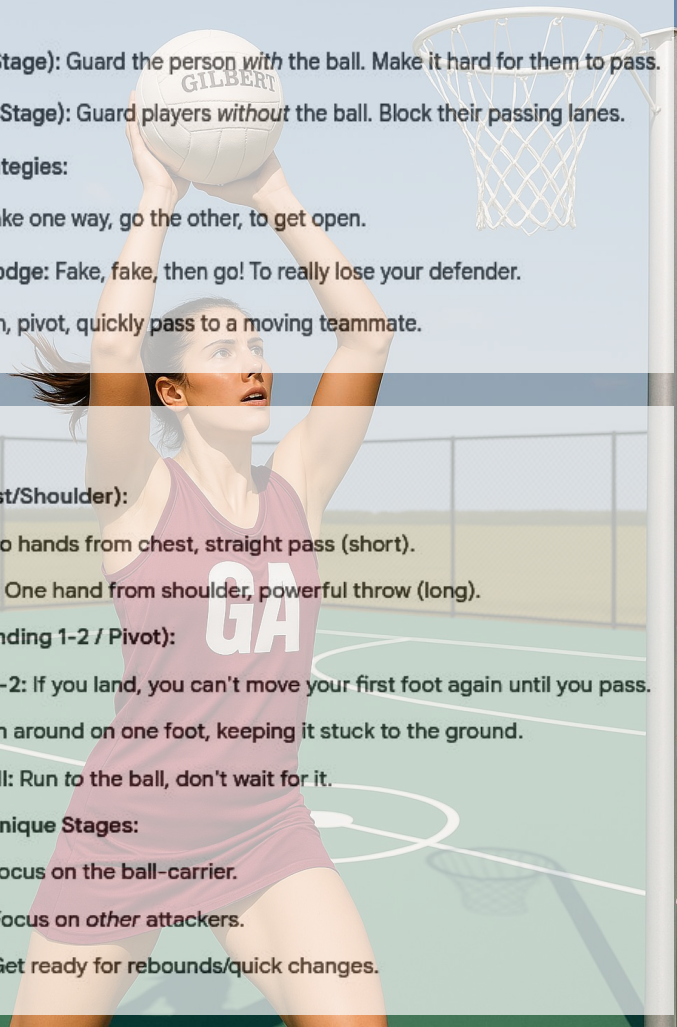 Stage): Guard the person with the ball. Make it hard for them to pass.
Stage): Guard players without the ball. Block their passing lanes.
tegies:
ke one way, go the other, to get open.
odge: Fake, fake, then go! To really lose your defender.
n, pivot, quickly pass to a moving teammate.
st/Shoulder):
o hands from chest, straight pass (short).
One hand from shoulder, powerful throw (long).
nding 1-2 / Pivot):
-2: If you land, you can't move your first foot again until you pass.
n around on one foot, keeping it stuck to the ground.
ll: Run to the ball, don't wait for it.
nique Stages:
ocus on the ball-carrier.
Focus on other attackers.
Get ready for rebounds/quick changes.
GILBERT
GA